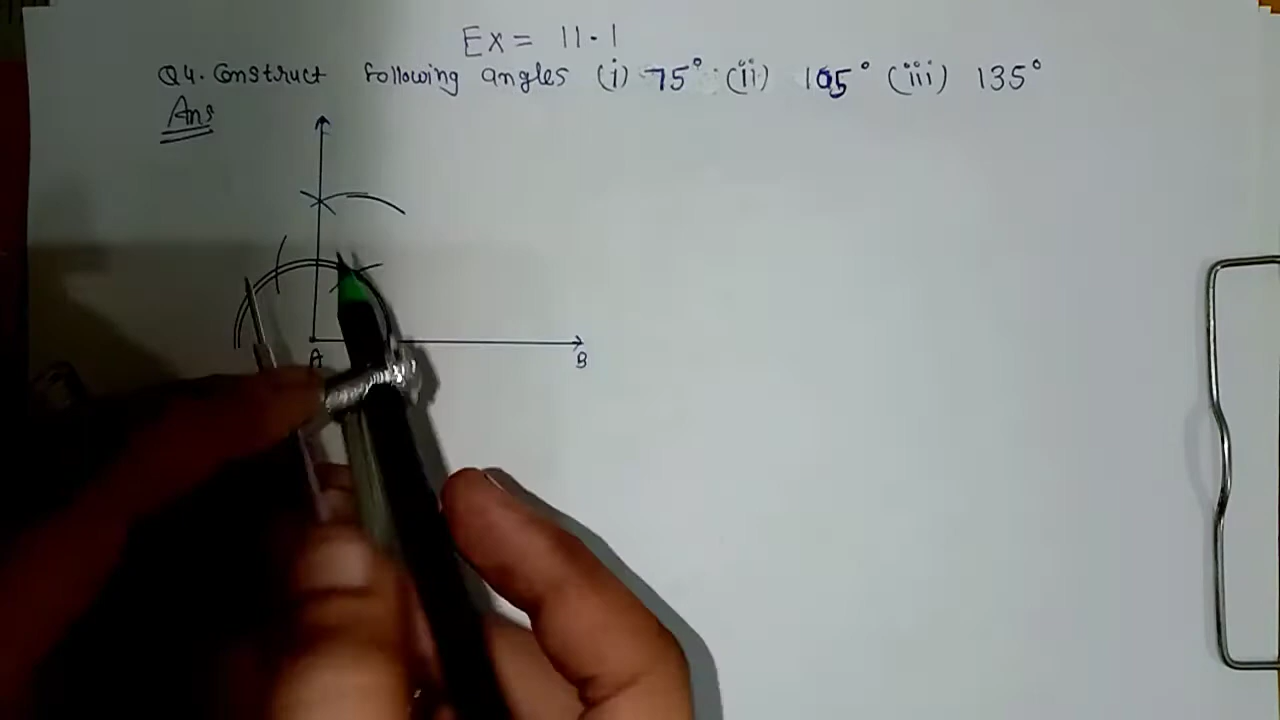 Ex = 11.1
Q4. Construct following angles (i) 75° (ii) 105° (iii) 135°
Ans
A
B